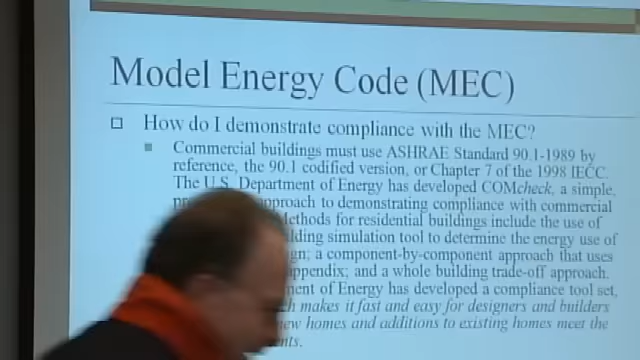 Model Energy Code (MEC)
How do I demonstrate compliance with the MEC?
Commercial buildings must use ASHRAE Standard 90.1-1989 by
reference, the 90.1 codified version, or Chapter 7 of the 1998 IECC.
The U.S. Department of Energy has developed COMcheck, a simple,
approach to demonstrating compliance with commercial
for residential buildings include the use of
simulation tool to determine the energy use of
a component-by-component approach that uses
and a whole building trade-off approach.
of Energy has developed a compliance tool set,
makes it fast and easy for designers and builders
homes and additions to existing homes meet the